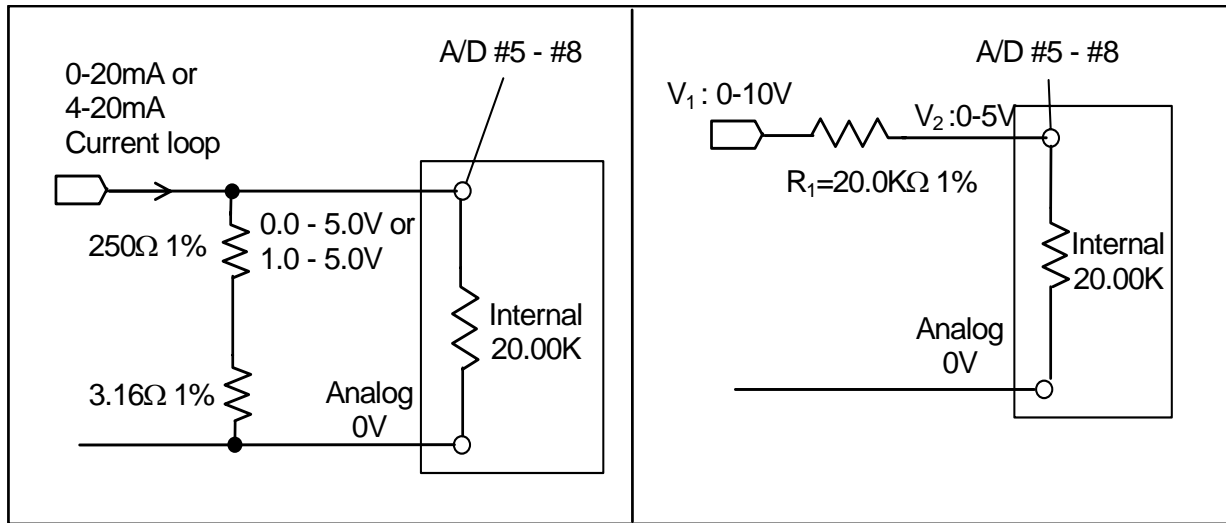 0-20mA or
4-20mA
Current loop
A/D #5 - #8
250Ω 1%
0.0 - 5.0V or
1.0 - 5.0V
Internal
20.00K
3.16Ω 1%
Analog
0V
A/D #5 - #8
V₁ : 0-10V
V₂ :0-5V
R₁=20.0KΩ 1%
Internal
20.00K
Analog
0V